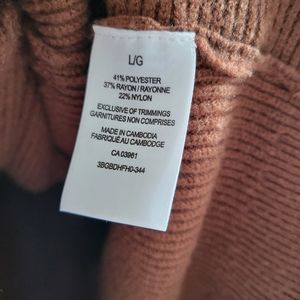 L/G
41% POLYESTER
37% RAYON / RAYONNE
22% NYLON
EXCLUSIVE OF TRIMMINGS
GARNITURES NON COMPRISES
MADE IN CAMBODIA
FABRIQUÉ AU CAMBODGE
CA 03961
3BGBDHFH0-344